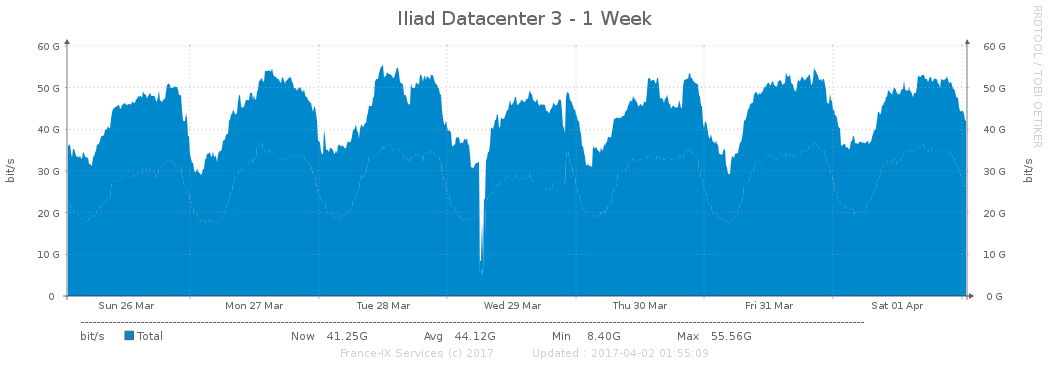 Iliad Datacenter 3 - 1 Week
RRDTOOL / TOBI OETIKER
bit/s
60 G
50 G
40 G
30 G
20 G
10 G
0
60 G
50 G
40 G
30 G
20 G
10 G
0 G
bit/s
Sun 26 Mar Mon 27 Mar Tue 28 Mar Wed 29 Mar Thu 30 Mar Fri 31 Mar Sat 01 Apr
bit/s Total Now 41.25G Avg 44.12G Min 8.40G Max 55.56G
France-IX Services (c) 2017 Updated : 2017-04-02 01:55:09